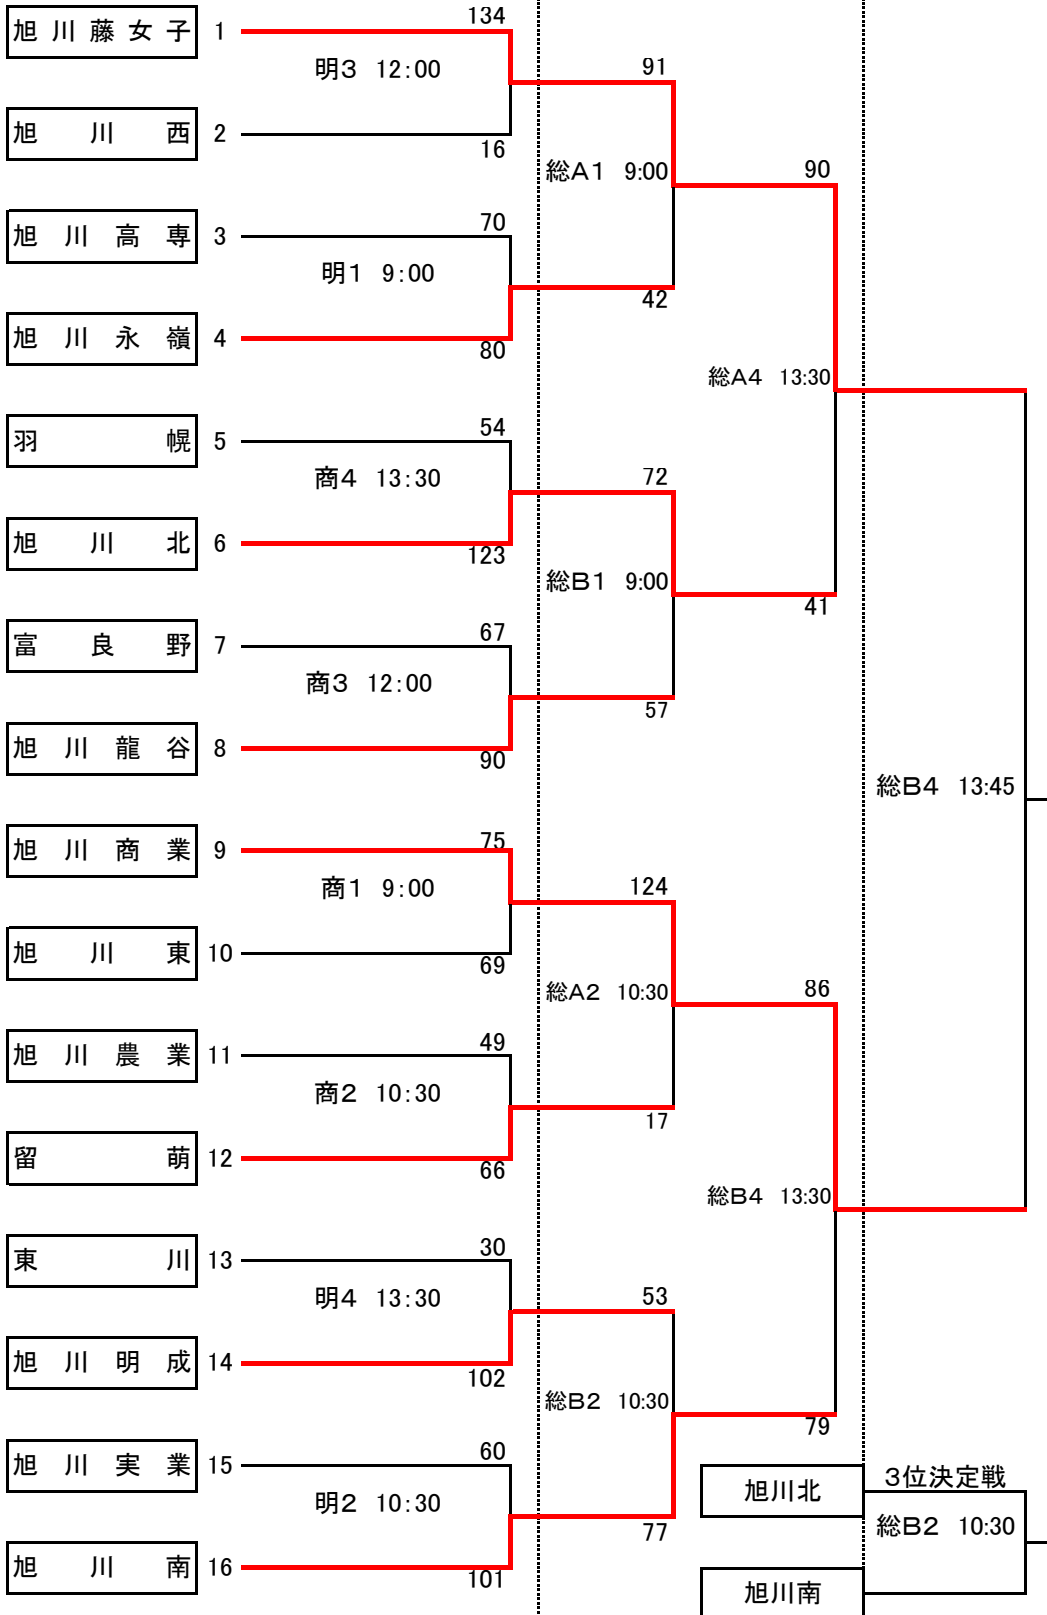 旭川藤女子 1 134
明3 12:00
91
旭川西 2
16
総A1 9:00
90
旭川高専 3 70
明1 9:00
42
旭川永嶺 4
80
総A4 13:30
羽幌 5 54
商4 13:30
72
旭川北 6
123
総B1 9:00
41
富良野 7 67
商3 12:00
57
旭川龍谷 8
90
総B4 13:45
旭川商業 9 75
商1 9:00
124
旭川東 10
69
総A2 10:30
86
旭川農業 11 49
商2 10:30
17
留萌 12
66
総B4 13:30
東川 13 30
明4 13:30
53
旭川明成 14
102
総B2 10:30
79
旭川実業 15 60
旭川北
3位決定戦
明2 10:30
総B2 10:30
77
旭川南 16
101
旭川南